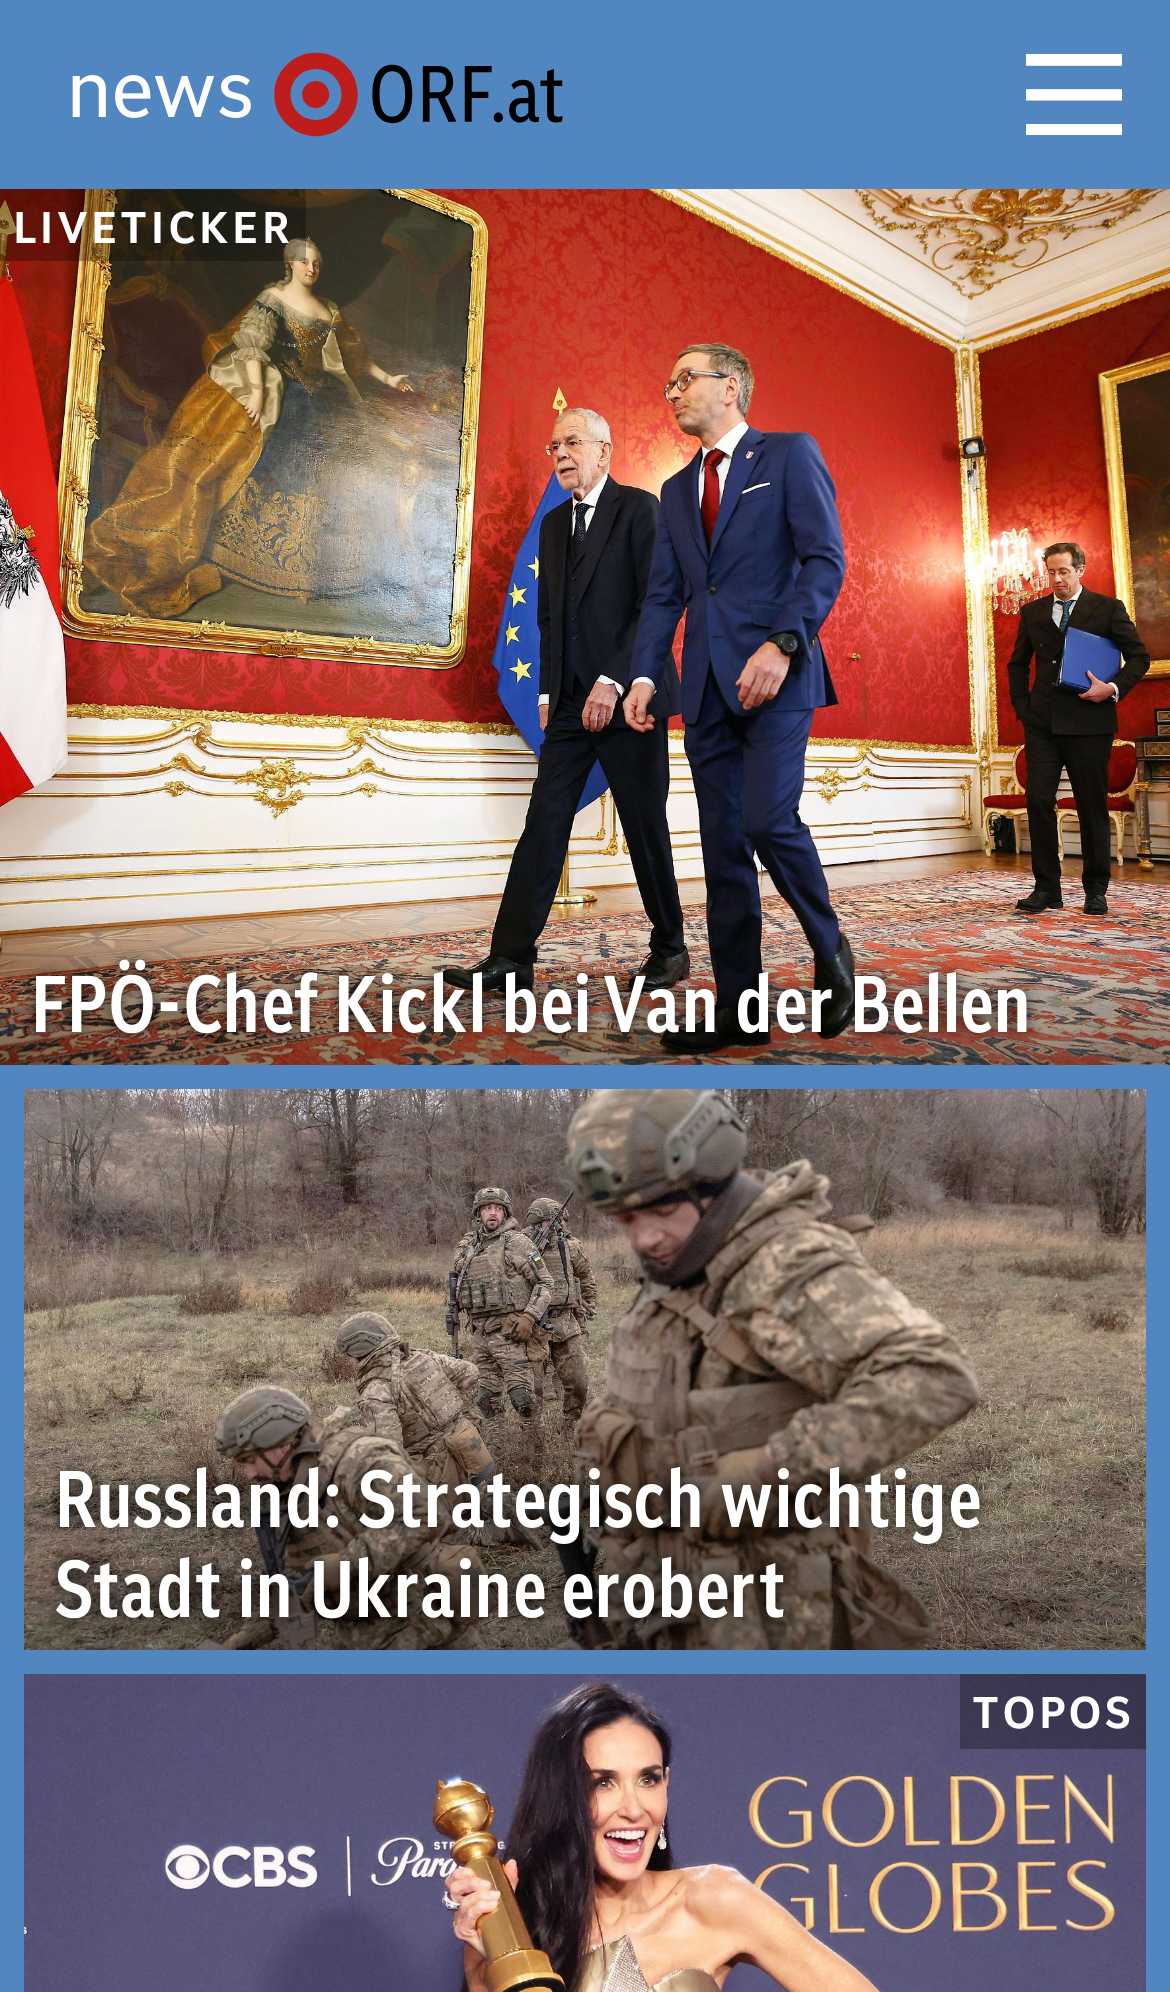 news ORF.at
LIVETICKER
FPÖ-Chef Kickl bei Van der Bellen
Russland: Strategisch wichtige
Stadt in Ukraine erobert
TOPOS
GOLDEN
GLOBES
CBS